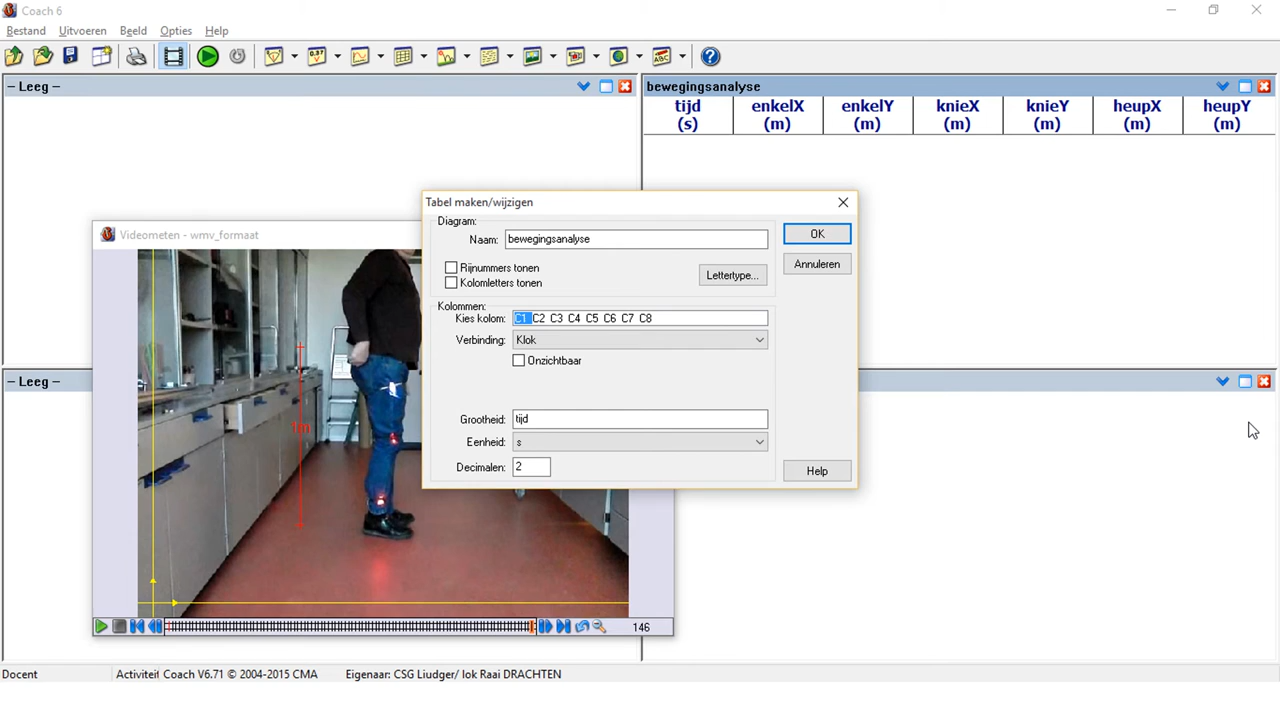 Coach 6
Bestand Uitvoeren Beeld Opties Help
– Leeg –
bewegingsanalyse
tijd enkelX enkelY knieX knieY heupX heupY
(s) (m) (m) (m) (m) (m) (m)
Tabel maken/wijzigen
Diagram:
Naam: bewegingsanalyse
OK
Rijnummers tonen
Kolomletters tonen
Lettertype...
Annuleren
Kolommen:
Kies kolom: C1 C2 C3 C4 C5 C6 C7 C8
Verbinding: Klok
Onzichtbaar
Grootheid: tijd
Eenheid: s
Decimalen: 2
Help
Videometen - wmv_formaat
1m
146
– Leeg –
Docent Activiteit Coach V6.71 © 2004-2015 CMA Eigenaar: CSG Liudger/ lok Raai DRACHTEN